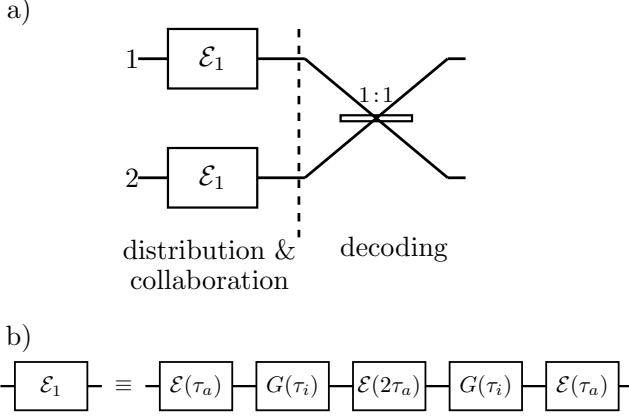 a)
1 ℰ₁
1 : 1
2 ℰ₁
distribution & decoding
collaboration
b)
ℰ₁ ≡ ℰ(τₐ) G(τᵢ) ℰ(2τₐ) G(τᵢ) ℰ(τₐ)